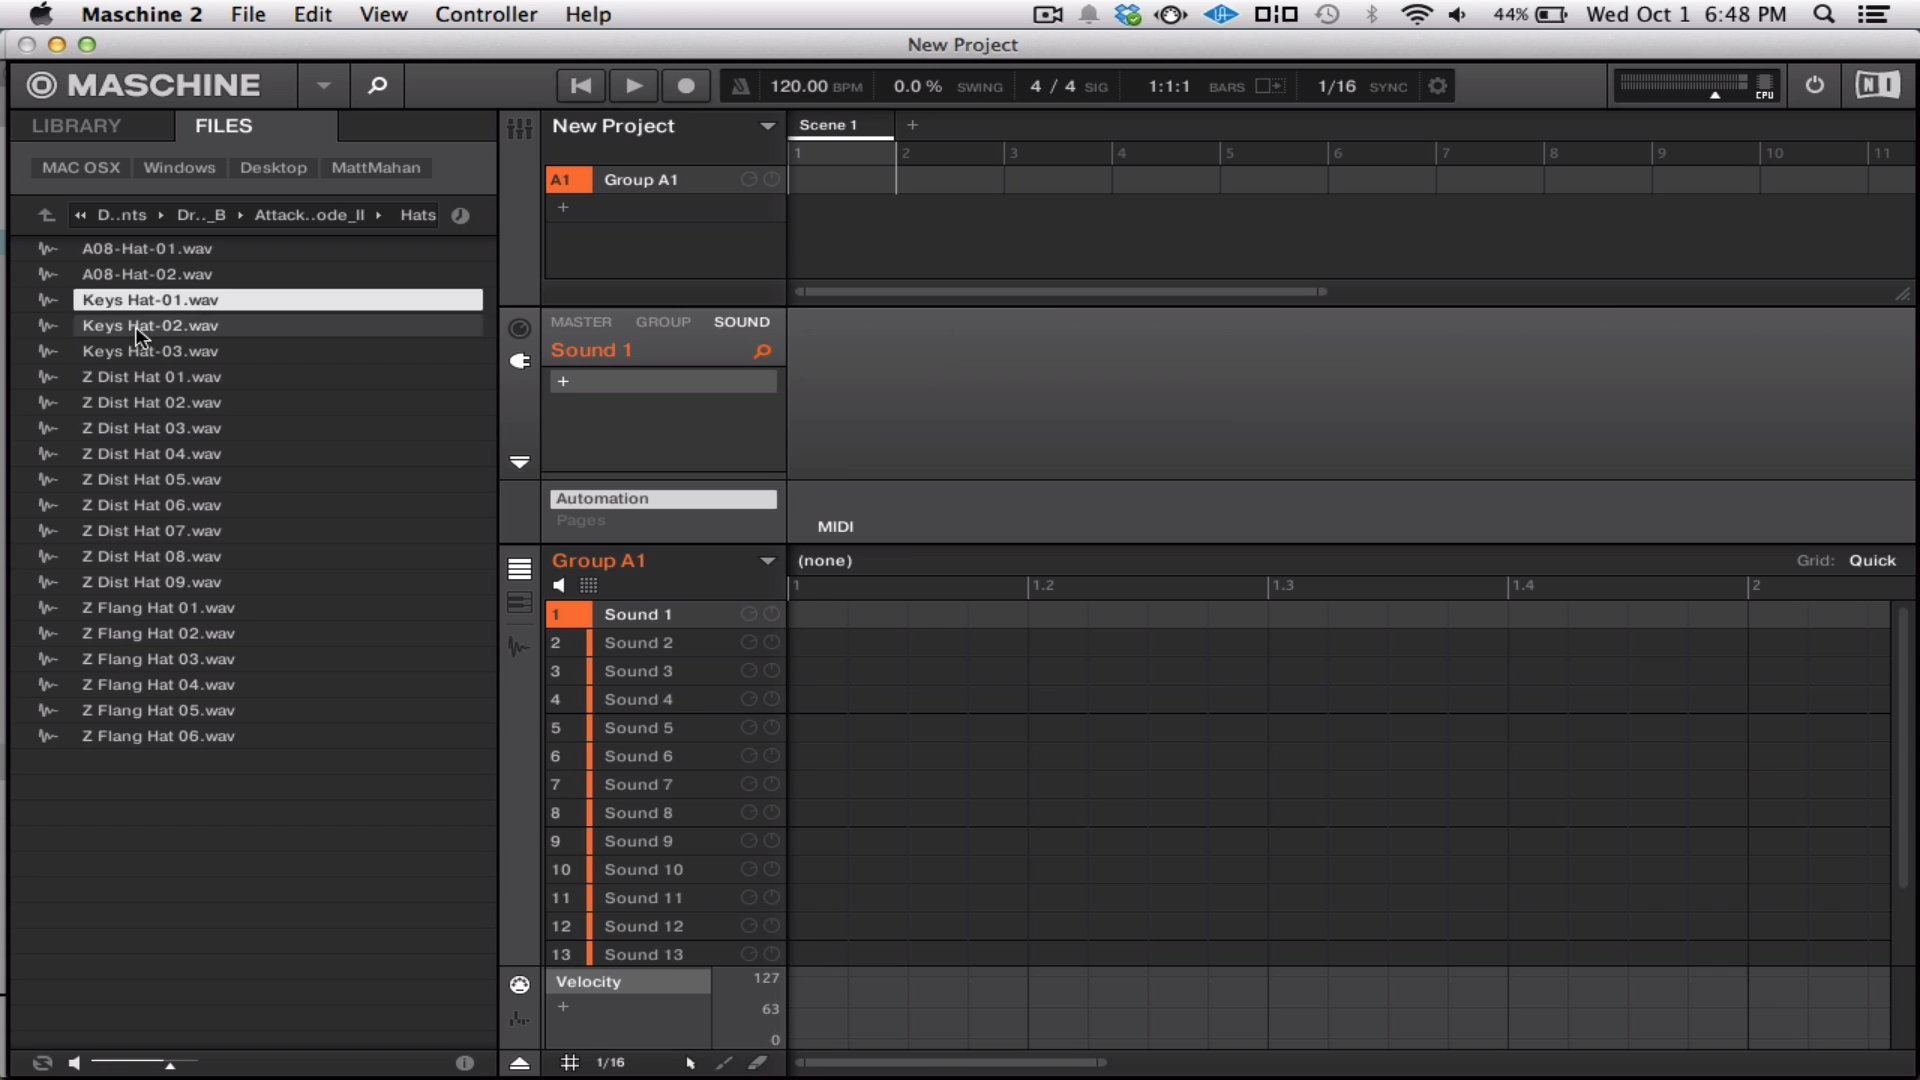 Maschine 2 File Edit View Controller Help 44% Wed Oct 1 6:48 PM
New Project
MASCHINE 120.00 BPM 0.0 % SWING 4 / 4 SIG 1:1:1 BARS 1/16 SYNC CPU NI
LIBRARY FILES
MAC OSX Windows Desktop MattMahan
D..nts Dr.._B Attack..ode_II Hats
A08-Hat-01.wav
A08-Hat-02.wav
Keys Hat-01.wav
Keys Hat-02.wav
Keys Hat-03.wav
Z Dist Hat 01.wav
Z Dist Hat 02.wav
Z Dist Hat 03.wav
Z Dist Hat 04.wav
Z Dist Hat 05.wav
Z Dist Hat 06.wav
Z Dist Hat 07.wav
Z Dist Hat 08.wav
Z Dist Hat 09.wav
Z Flang Hat 01.wav
Z Flang Hat 02.wav
Z Flang Hat 03.wav
Z Flang Hat 04.wav
Z Flang Hat 05.wav
Z Flang Hat 06.wav
New Project Scene 1 +
1 2 3 4 5 6 7 8 9 10 11
A1 Group A1
+
MASTER GROUP SOUND
Sound 1
+
Automation
Pages
MIDI
Group A1 (none) Grid: Quick
1 1.2 1.3 1.4 2
1 Sound 1
2 Sound 2
3 Sound 3
4 Sound 4
5 Sound 5
6 Sound 6
7 Sound 7
8 Sound 8
9 Sound 9
10 Sound 10
11 Sound 11
12 Sound 12
13 Sound 13
Velocity 127
+ 63
0
1/16